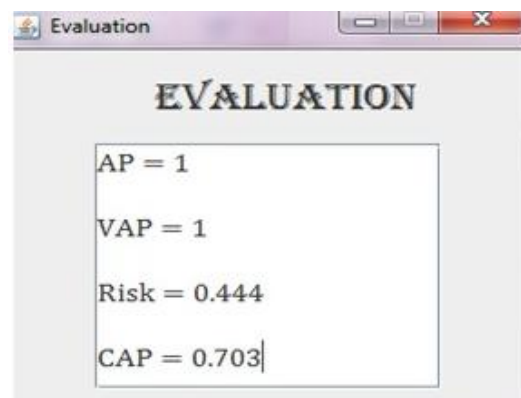 Evaluation
EVALUATION
AP = 1
VAP = 1
Risk = 0.444
CAP = 0.703